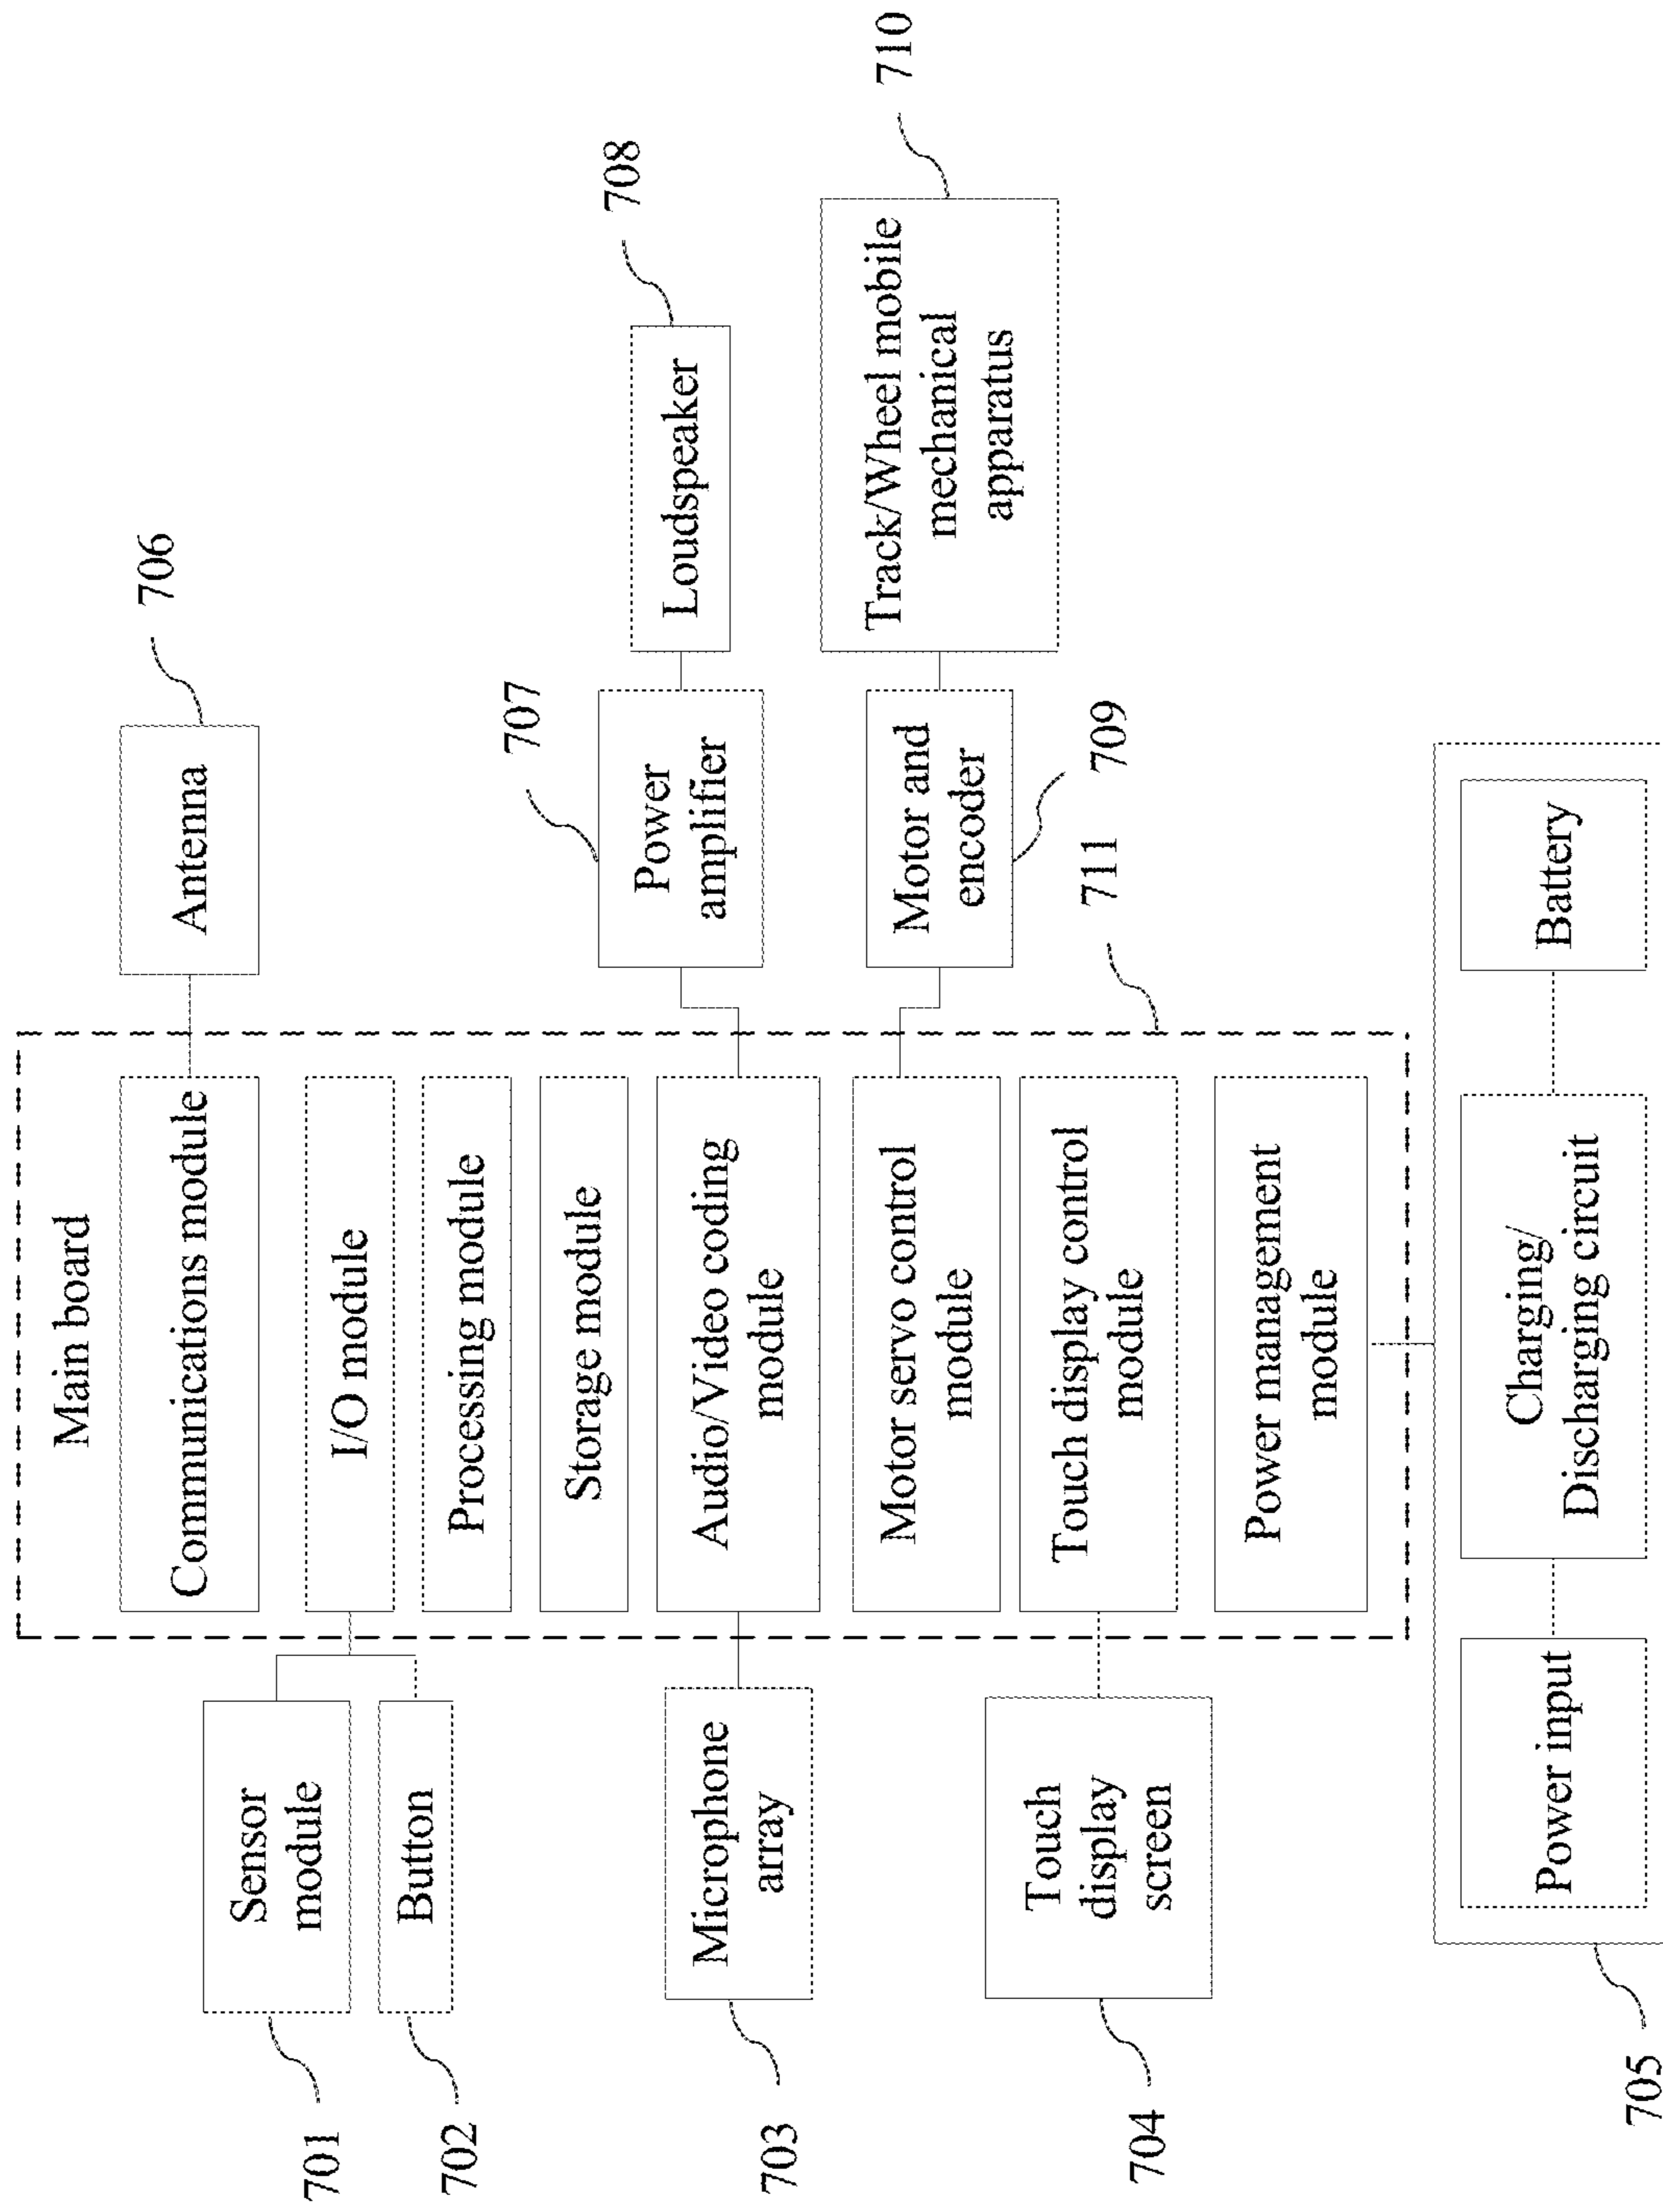 Main board
Communications module
I/O module
Processing module
Storage module
Audio/Video coding
module
Motor servo control
module
Touch display control
module
Power management
module
711
701
Sensor
module
702
Button
703
Microphone
array
704
Touch
display
screen
Antenna
706
707
Power
amplifier
Loudspeaker
708
Motor and
encoder
709
Track/Wheel mobile
mechanical
apparatus
710
705
Power input
Charging/
Discharging circuit
Battery